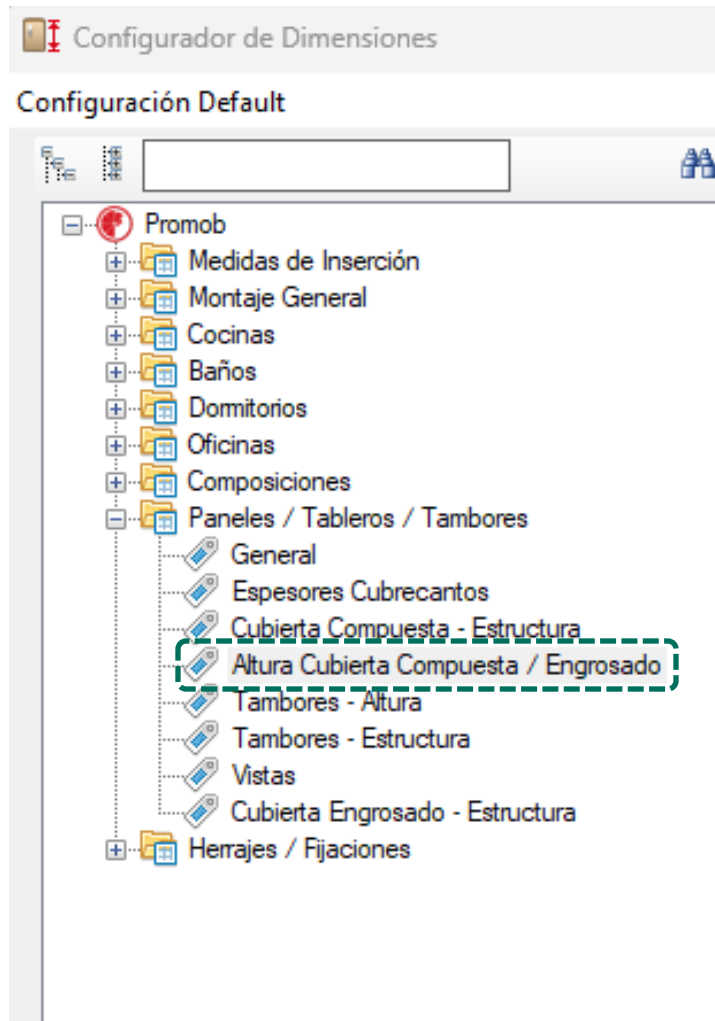 Configurador de Dimensiones
Configuración Default
Promob
Medidas de Inserción
Montaje General
Cocinas
Baños
Dormitorios
Oficinas
Composiciones
Paneles / Tableros / Tambores
General
Espesores Cubrecantos
Cubierta Compuesta - Estructura
Altura Cubierta Compuesta / Engrosado
Tambores - Altura
Tambores - Estructura
Vistas
Cubierta Engrosado - Estructura
Herrajes / Fijaciones